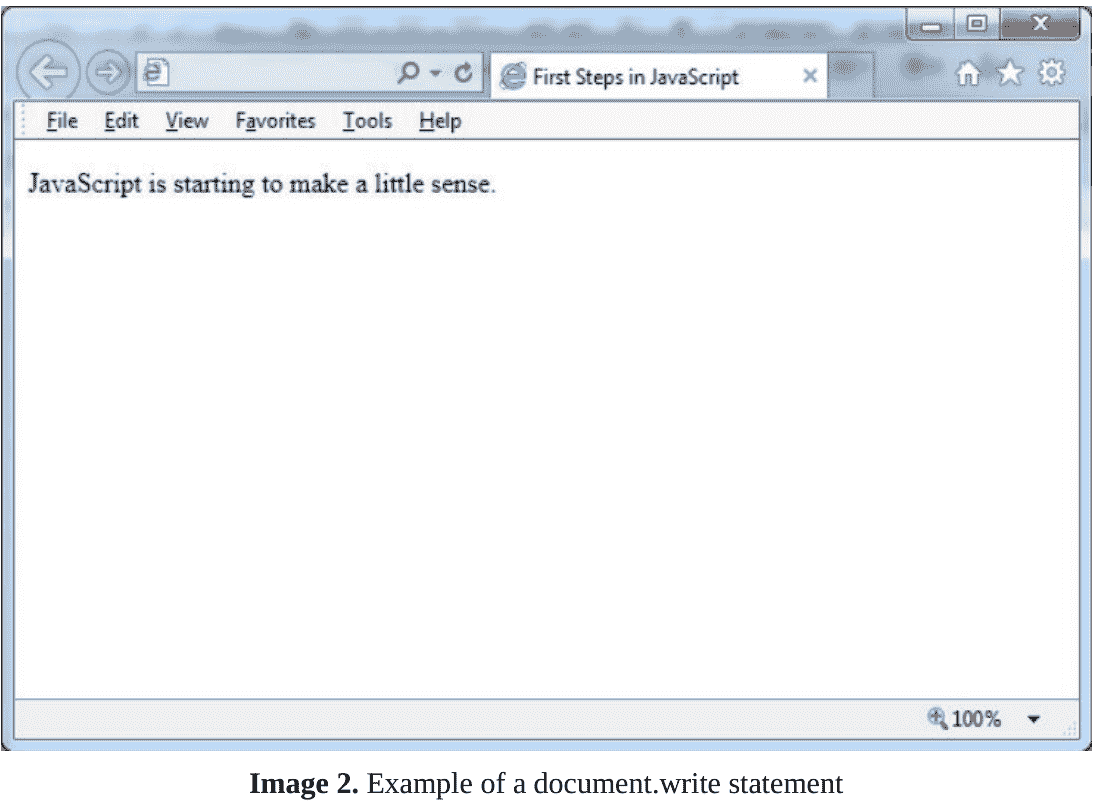 First Steps in JavaScript
File Edit View Favorites Tools Help
JavaScript is starting to make a little sense.
100%
Image 2. Example of a document.write statement